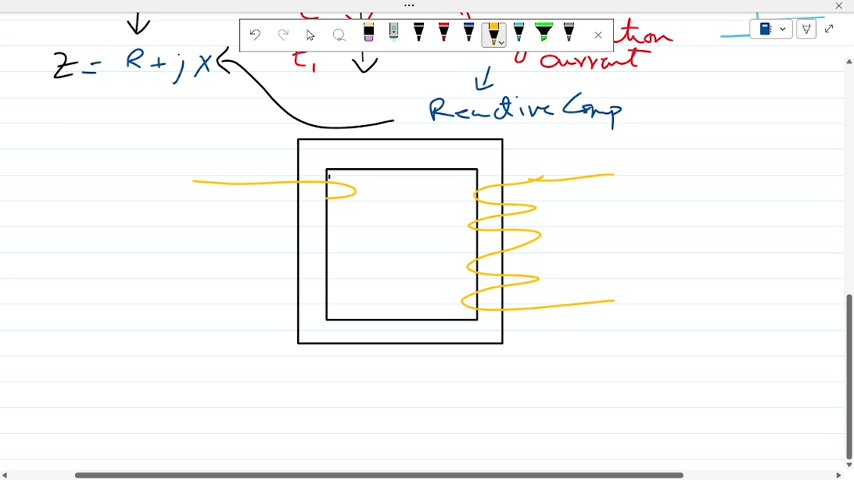 Z = R + j X
t,
Current
Reactive Comp